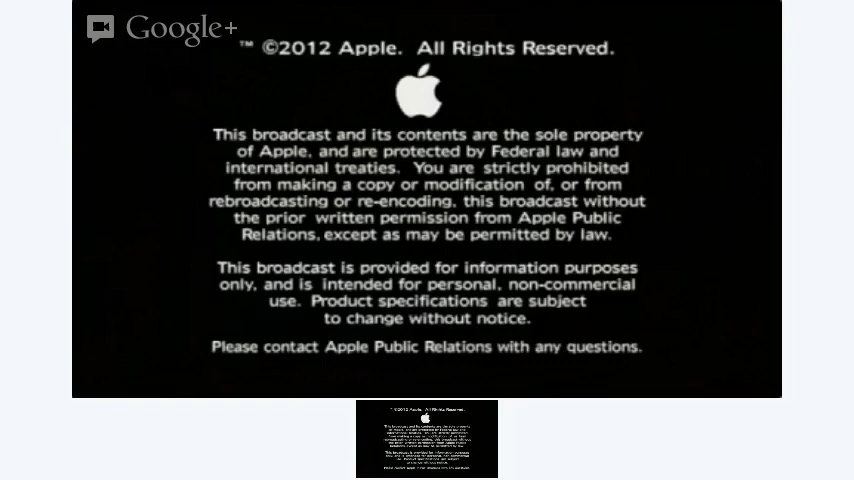 Google+
™ ©2012 Apple. All Rights Reserved.
This broadcast and its contents are the sole property
of Apple, and are protected by Federal law and
international treaties. You are strictly prohibited
from making a copy or modification of, or from
rebroadcasting or re-encoding, this broadcast without
the prior written permission from Apple Public
Relations, except as may be permitted by law.
This broadcast is provided for information purposes
only, and is intended for personal, non-commercial
use. Product specifications are subject
to change without notice.
Please contact Apple Public Relations with any questions.